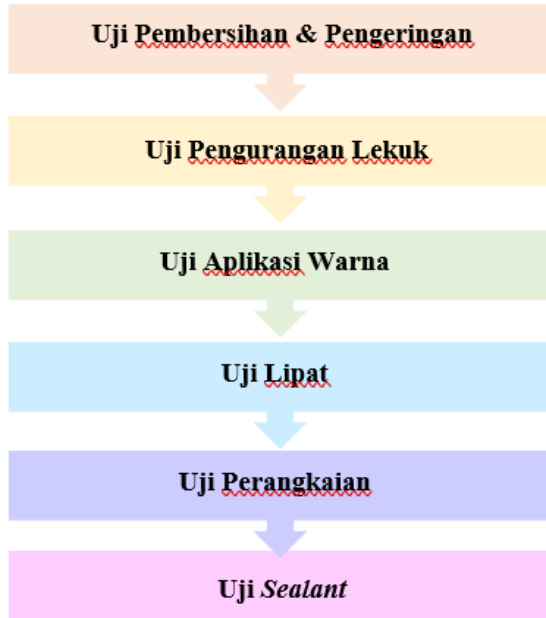 Uji Pembersihan & Pengeringan
Uji Pengurangan Lekuk
Uji Aplikasi Warna
Uji Lipat
Uji Perangkaian
Uji Sealant